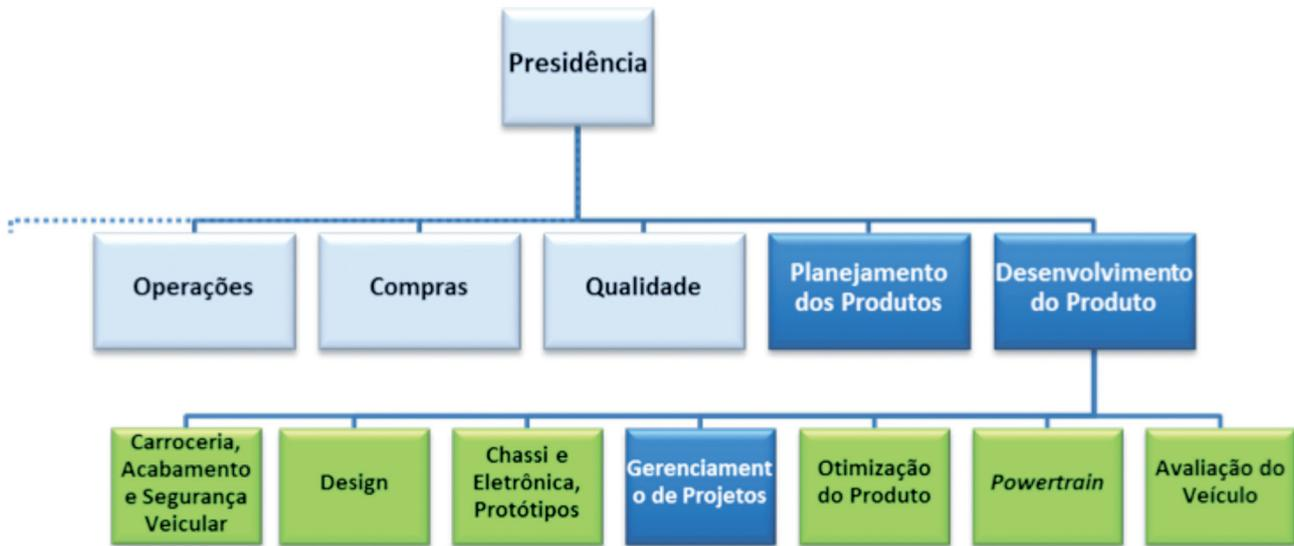 Presidência
Operações
Compras
Qualidade
Planejamento
dos Produtos
Desenvolvimento
do Produto
Carroceria,
Acabamento
e Segurança
Veicular
Design
Chassi e
Eletrônica,
Protótipos
Gerenciament
o de Projetos
Otimização
do Produto
Powertrain
Avaliação do
Veículo